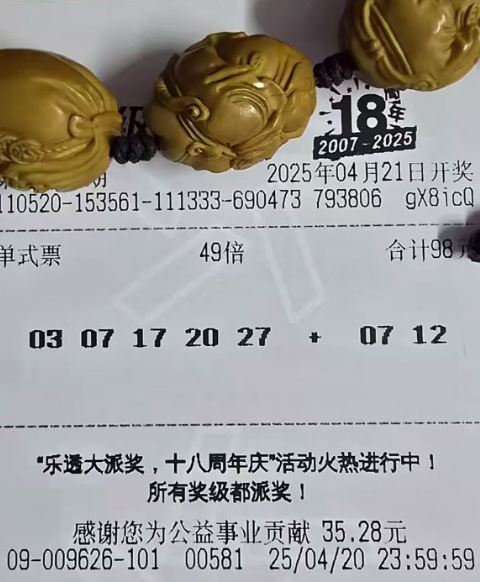 18周年
2007-2025
期 2025年04月21日开奖
110520-153561-111333-690473 793806 gX8icQ
单式票 49倍 合计98元
03 07 17 20 27 + 07 12
“乐透大派奖，十八周年庆”活动火热进行中！
所有奖级都派奖！
感谢您为公益事业贡献 35.28元
09-009626-101 00581 25/04/20 23:59:59